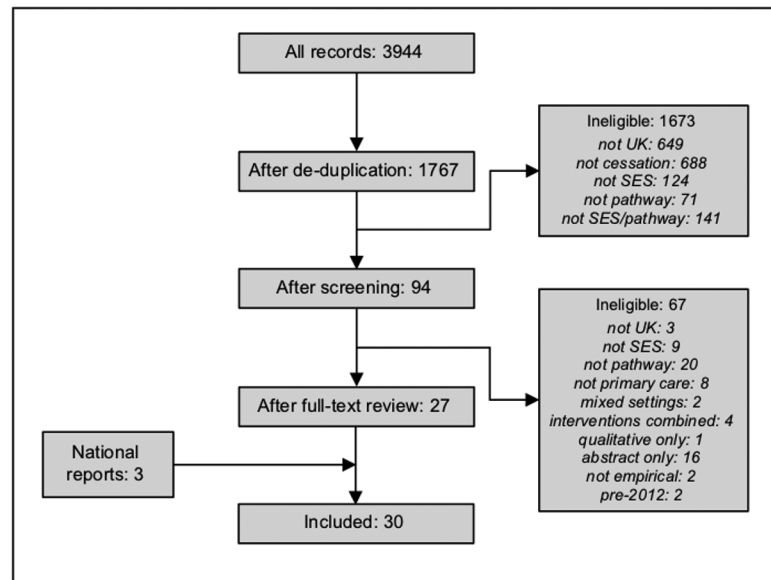 All records: 3944
After de-duplication: 1767
Ineligible: 1673
not UK: 649
not cessation: 688
not SES: 124
not pathway: 71
not SES/pathway: 141
After screening: 94
Ineligible: 67
not UK: 3
not SES: 9
not pathway: 20
not primary care: 8
mixed settings: 2
interventions combined: 4
qualitative only: 1
abstract only: 16
not empirical: 2
pre-2012: 2
After full-text review: 27
National
reports: 3
Included: 30